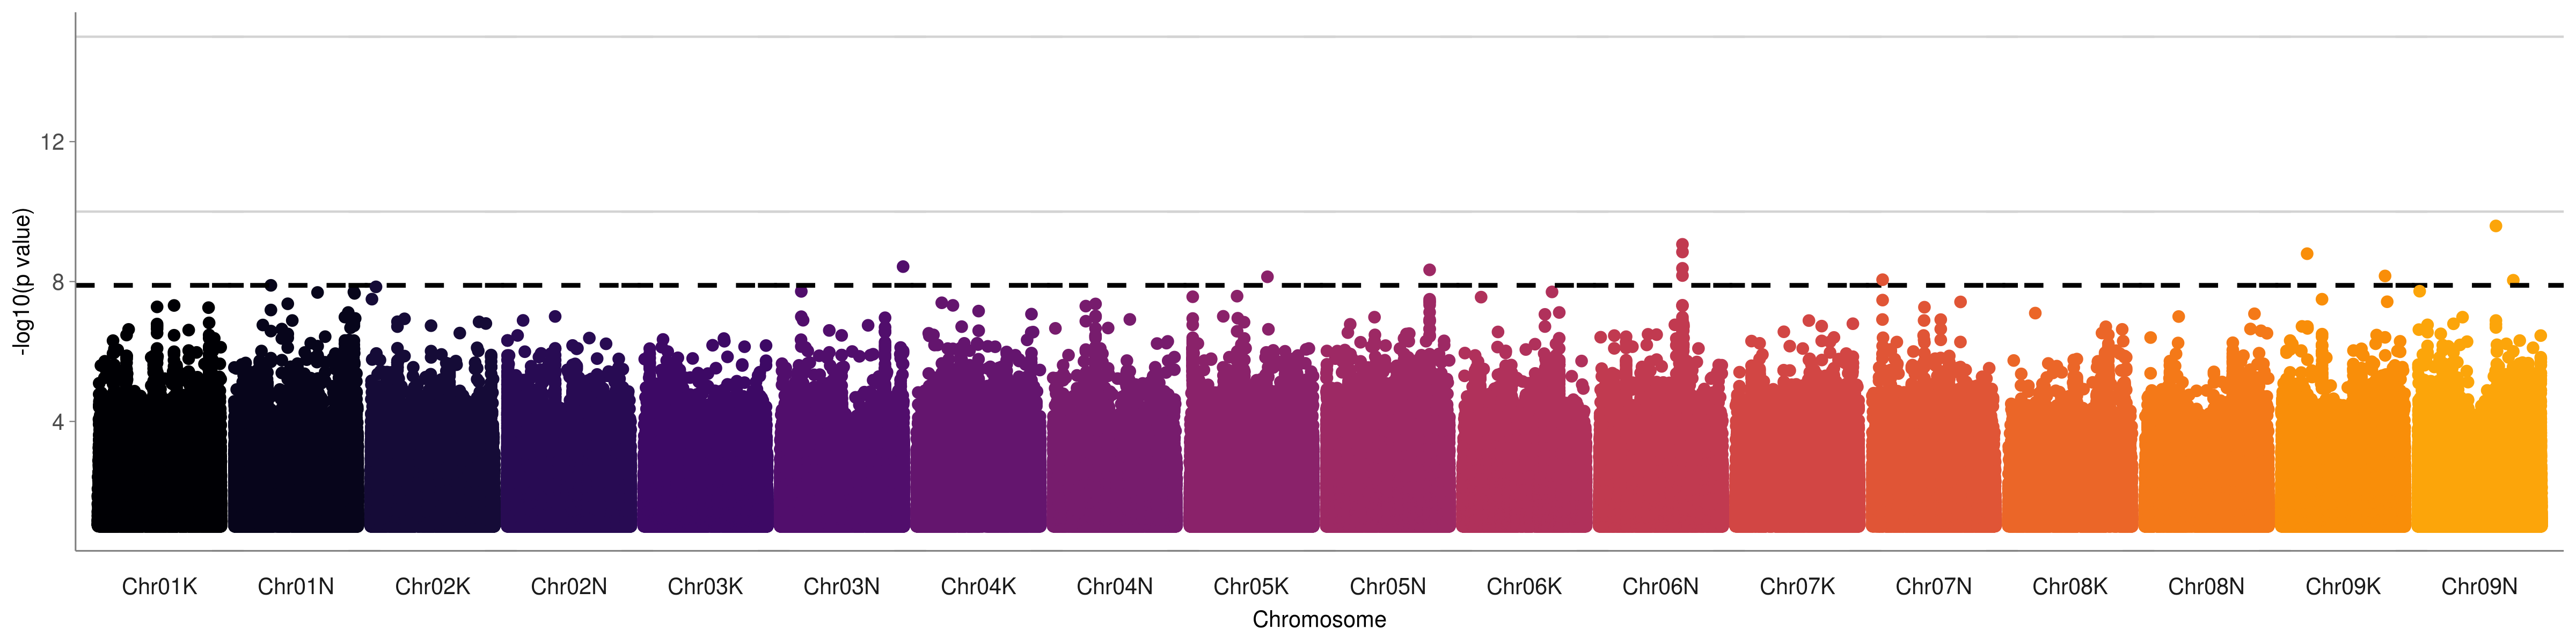 -log10(p value)
12
8
4
Chr01K Chr01N Chr02K Chr02N Chr03K Chr03N Chr04K Chr04N Chr05K Chr05N Chr06K Chr06N Chr07K Chr07N Chr08K Chr08N Chr09K Chr09N
Chromosome